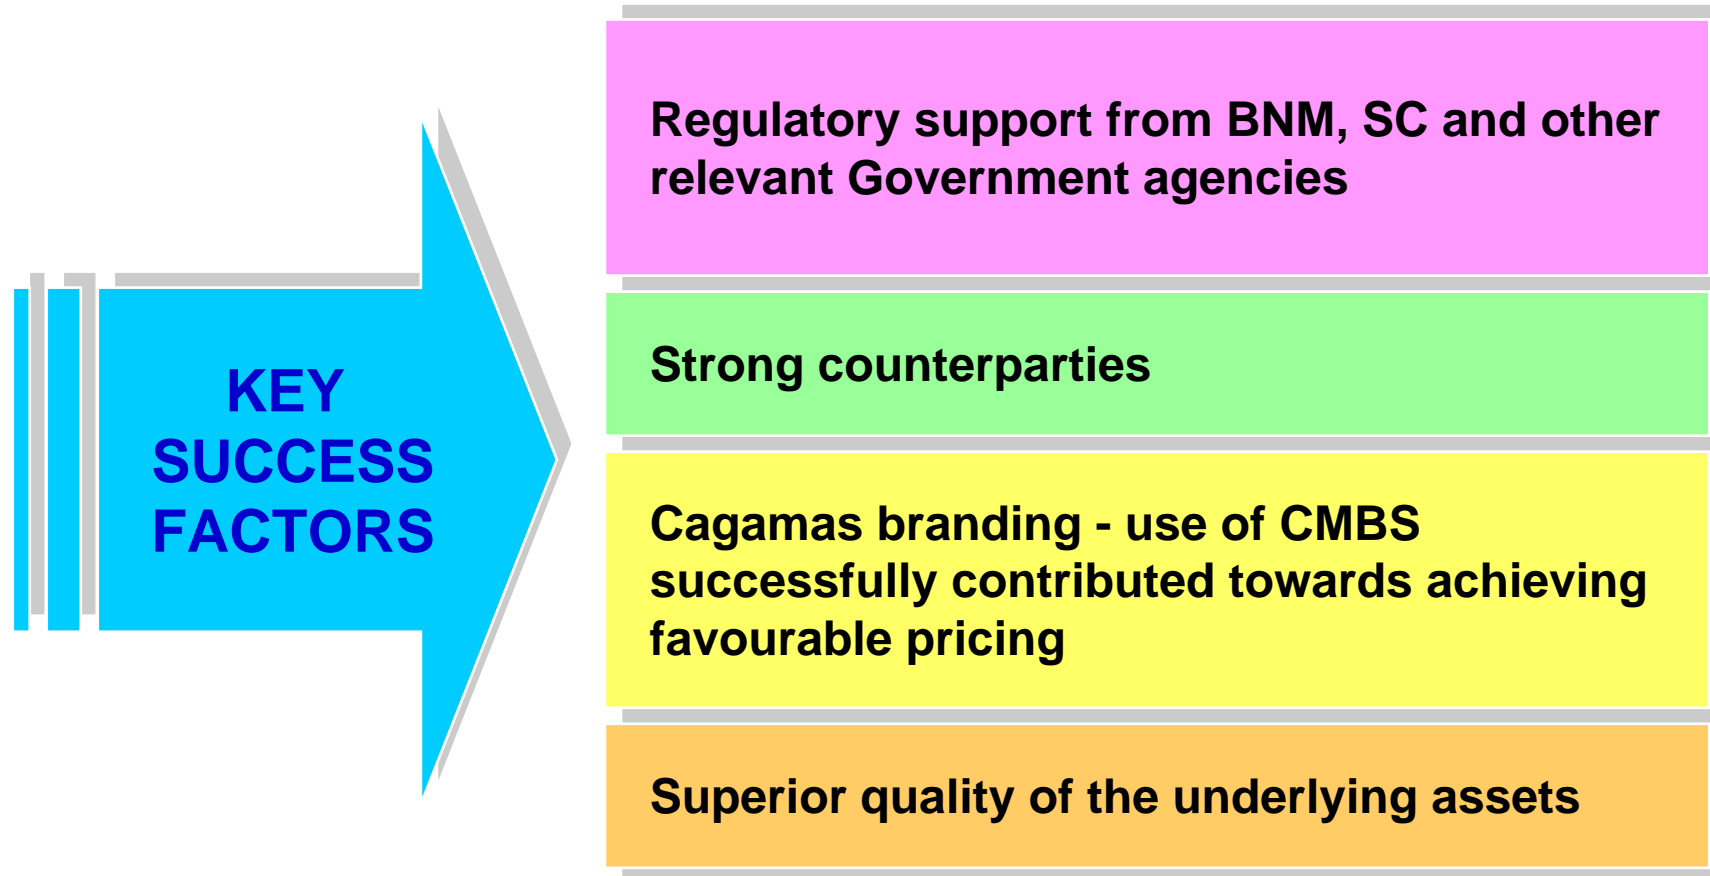 KEY
SUCCESS
FACTORS
Regulatory support from BNM, SC and other
relevant Government agencies
Strong counterparties
Cagamas branding - use of CMBS
successfully contributed towards achieving
favourable pricing
Superior quality of the underlying assets